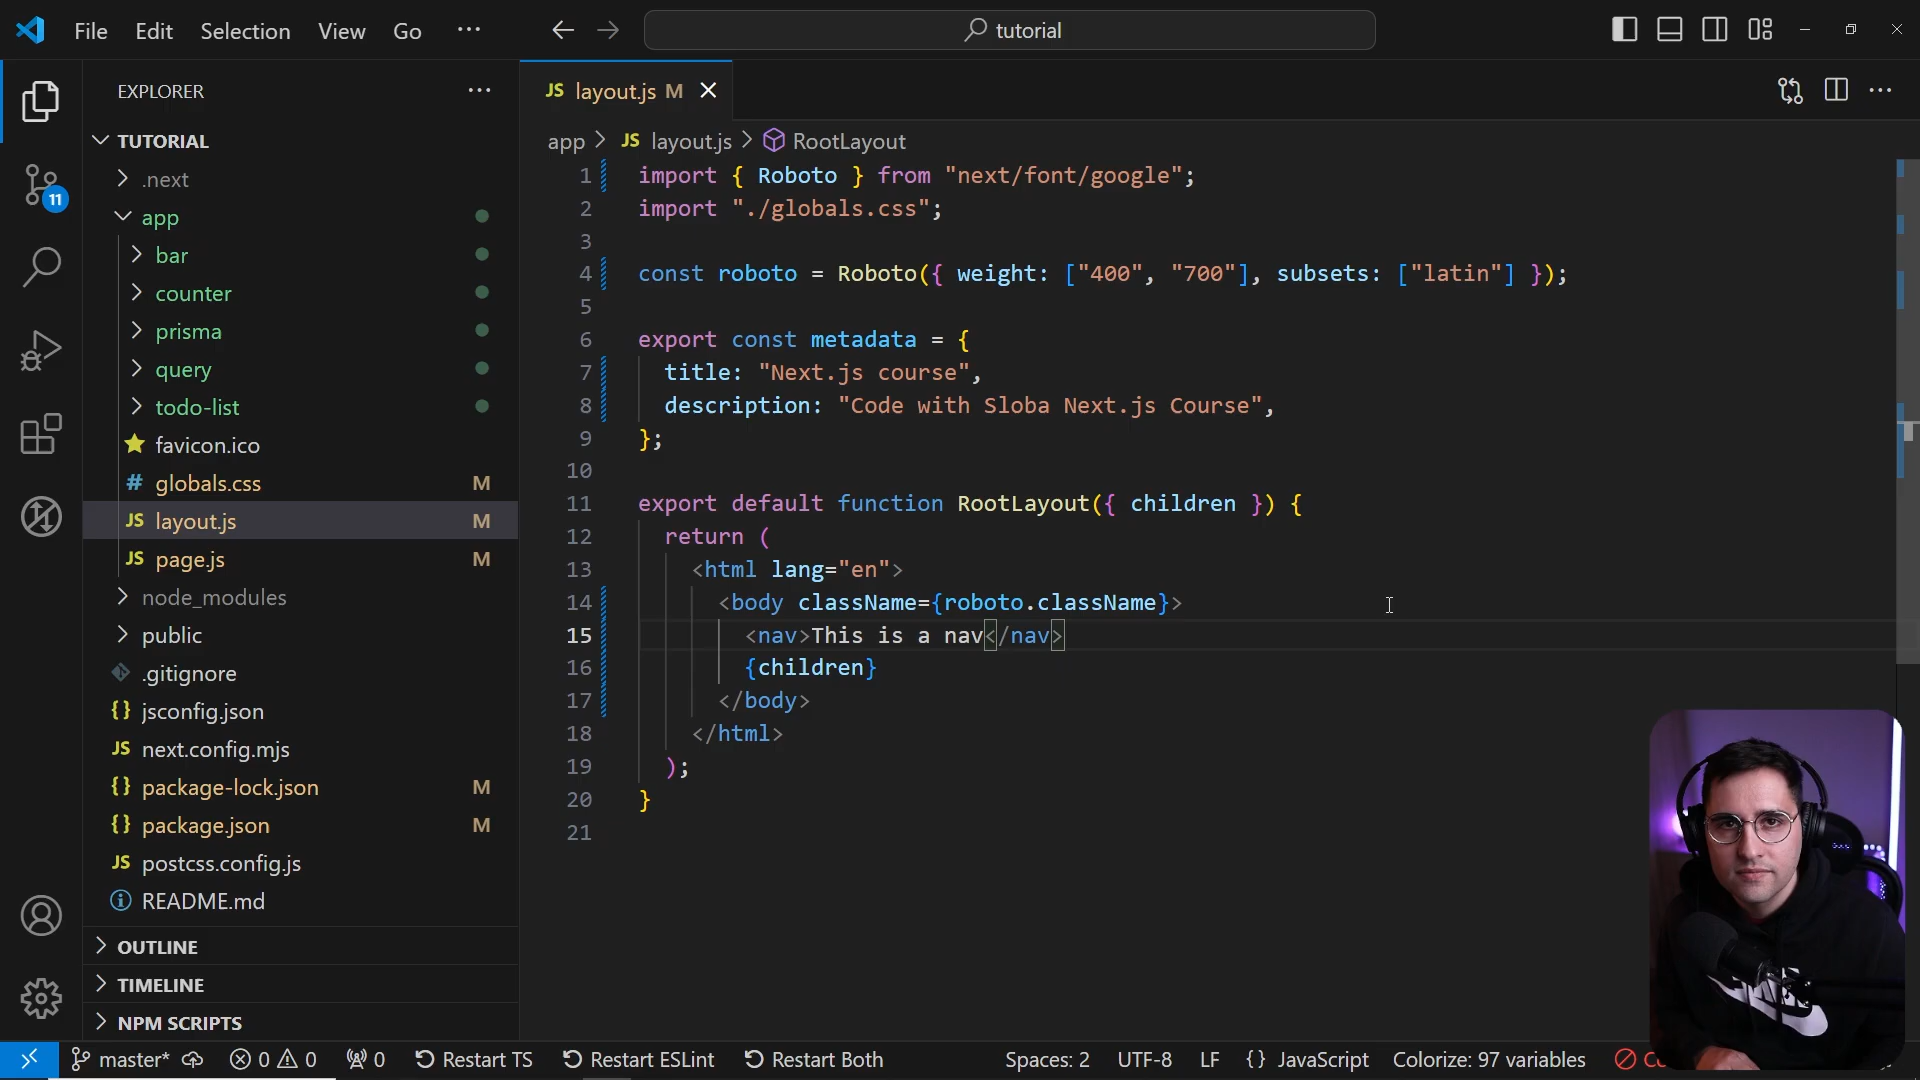 File Edit Selection View Go ···
tutorial
EXPLORER
TUTORIAL
.next
app
bar
counter
prisma
query
todo-list
favicon.ico
# globals.css M
JS layout.js M
JS page.js M
node_modules
public
.gitignore
{} jsconfig.json
JS next.config.mjs
{} package-lock.json M
{} package.json M
JS postcss.config.js
README.md
OUTLINE
TIMELINE
NPM SCRIPTS
11
JS layout.js M
app > JS layout.js > RootLayout
1 import { Roboto } from "next/font/google";
2 import "./globals.css";
3
4 const roboto = Roboto({ weight: ["400", "700"], subsets: ["latin"] });
5
6 export const metadata = {
7 title: "Next.js course",
8 description: "Code with Sloba Next.js Course",
9 };
10
11 export default function RootLayout({ children }) {
12 return (
13 <html lang="en">
14 <body className={roboto.className}>
15 <nav>This is a nav</nav>
16 {children}
17 </body>
18 </html>
19 );
20 }
21
master* 0 0 0 Restart TS Restart ESLint Restart Both Spaces: 2 UTF-8 LF {} JavaScript Colorize: 97 variables